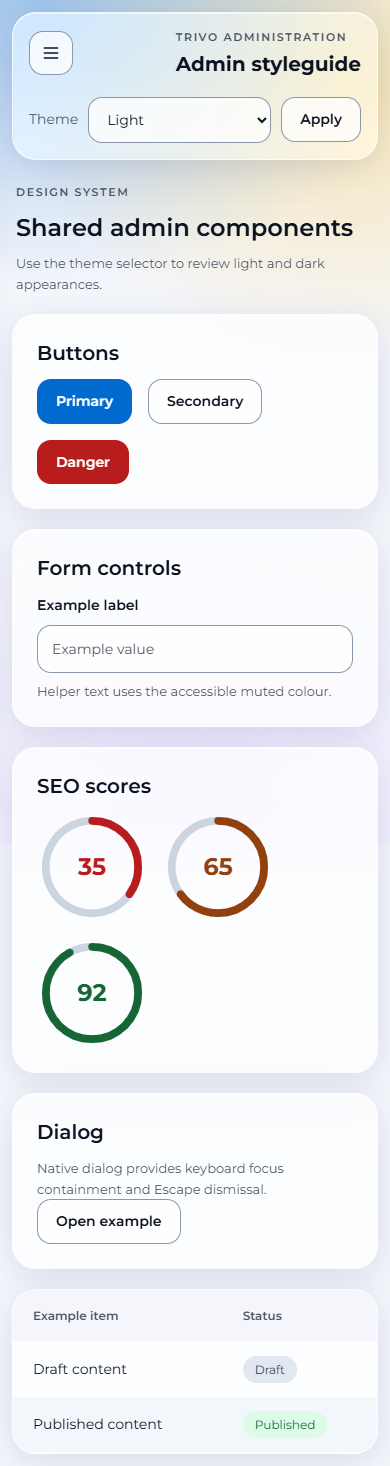 TRIVO ADMINISTRATION
Admin styleguide
Theme
Light
Apply
DESIGN SYSTEM
Shared admin components
Use the theme selector to review light and dark
appearances.
Buttons
Primary
Secondary
Danger
Form controls
Example label
Example value
Helper text uses the accessible muted colour.
SEO scores
35
65
92
Dialog
Native dialog provides keyboard focus
containment and Escape dismissal.
Open example
Example item
Status
Draft content
Draft
Published content
Published